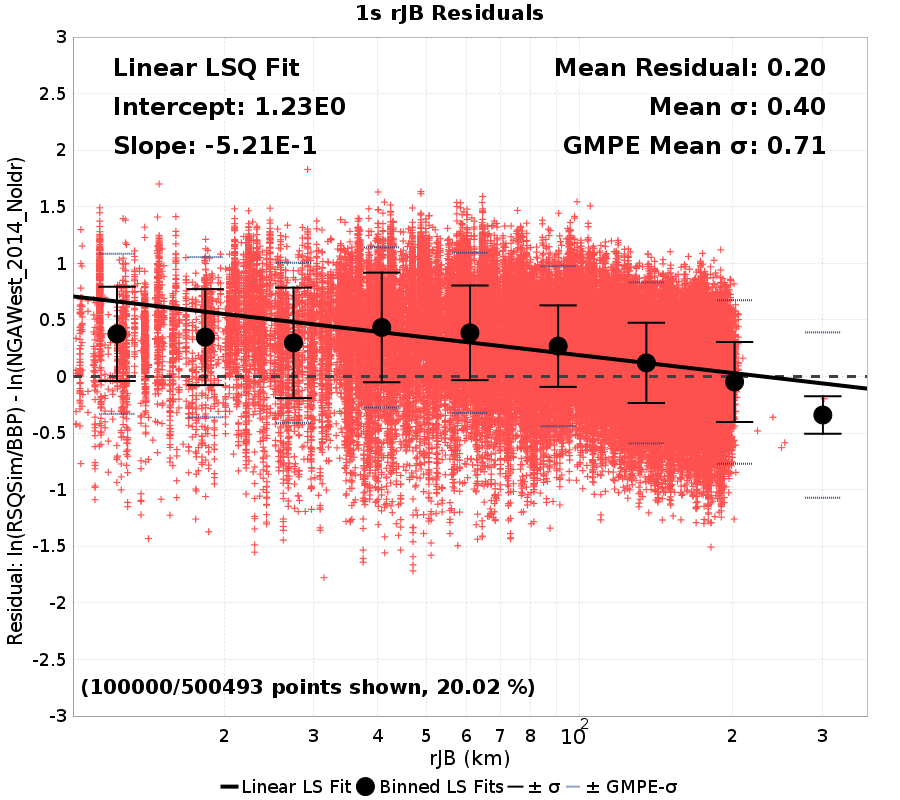 1s rJB Residuals
Linear LSQ Fit
Intercept: 1.23E0
Slope: -5.21E-1
Mean Residual: 0.20
Mean σ: 0.40
GMPE Mean σ: 0.71
Residual: ln(RSQSim/BBP) - ln(NGAWest_2014_NoIdr)
3
2.5
2
1.5
1
0.5
0
-0.5
-1
-1.5
-2
-2.5
-3
(100000/500493 points shown, 20.02 %)
2 3 4 5 6 7 8 10^2 2 3
rJB (km)
Linear LS Fit Binned LS Fits ± σ ± GMPE-σ